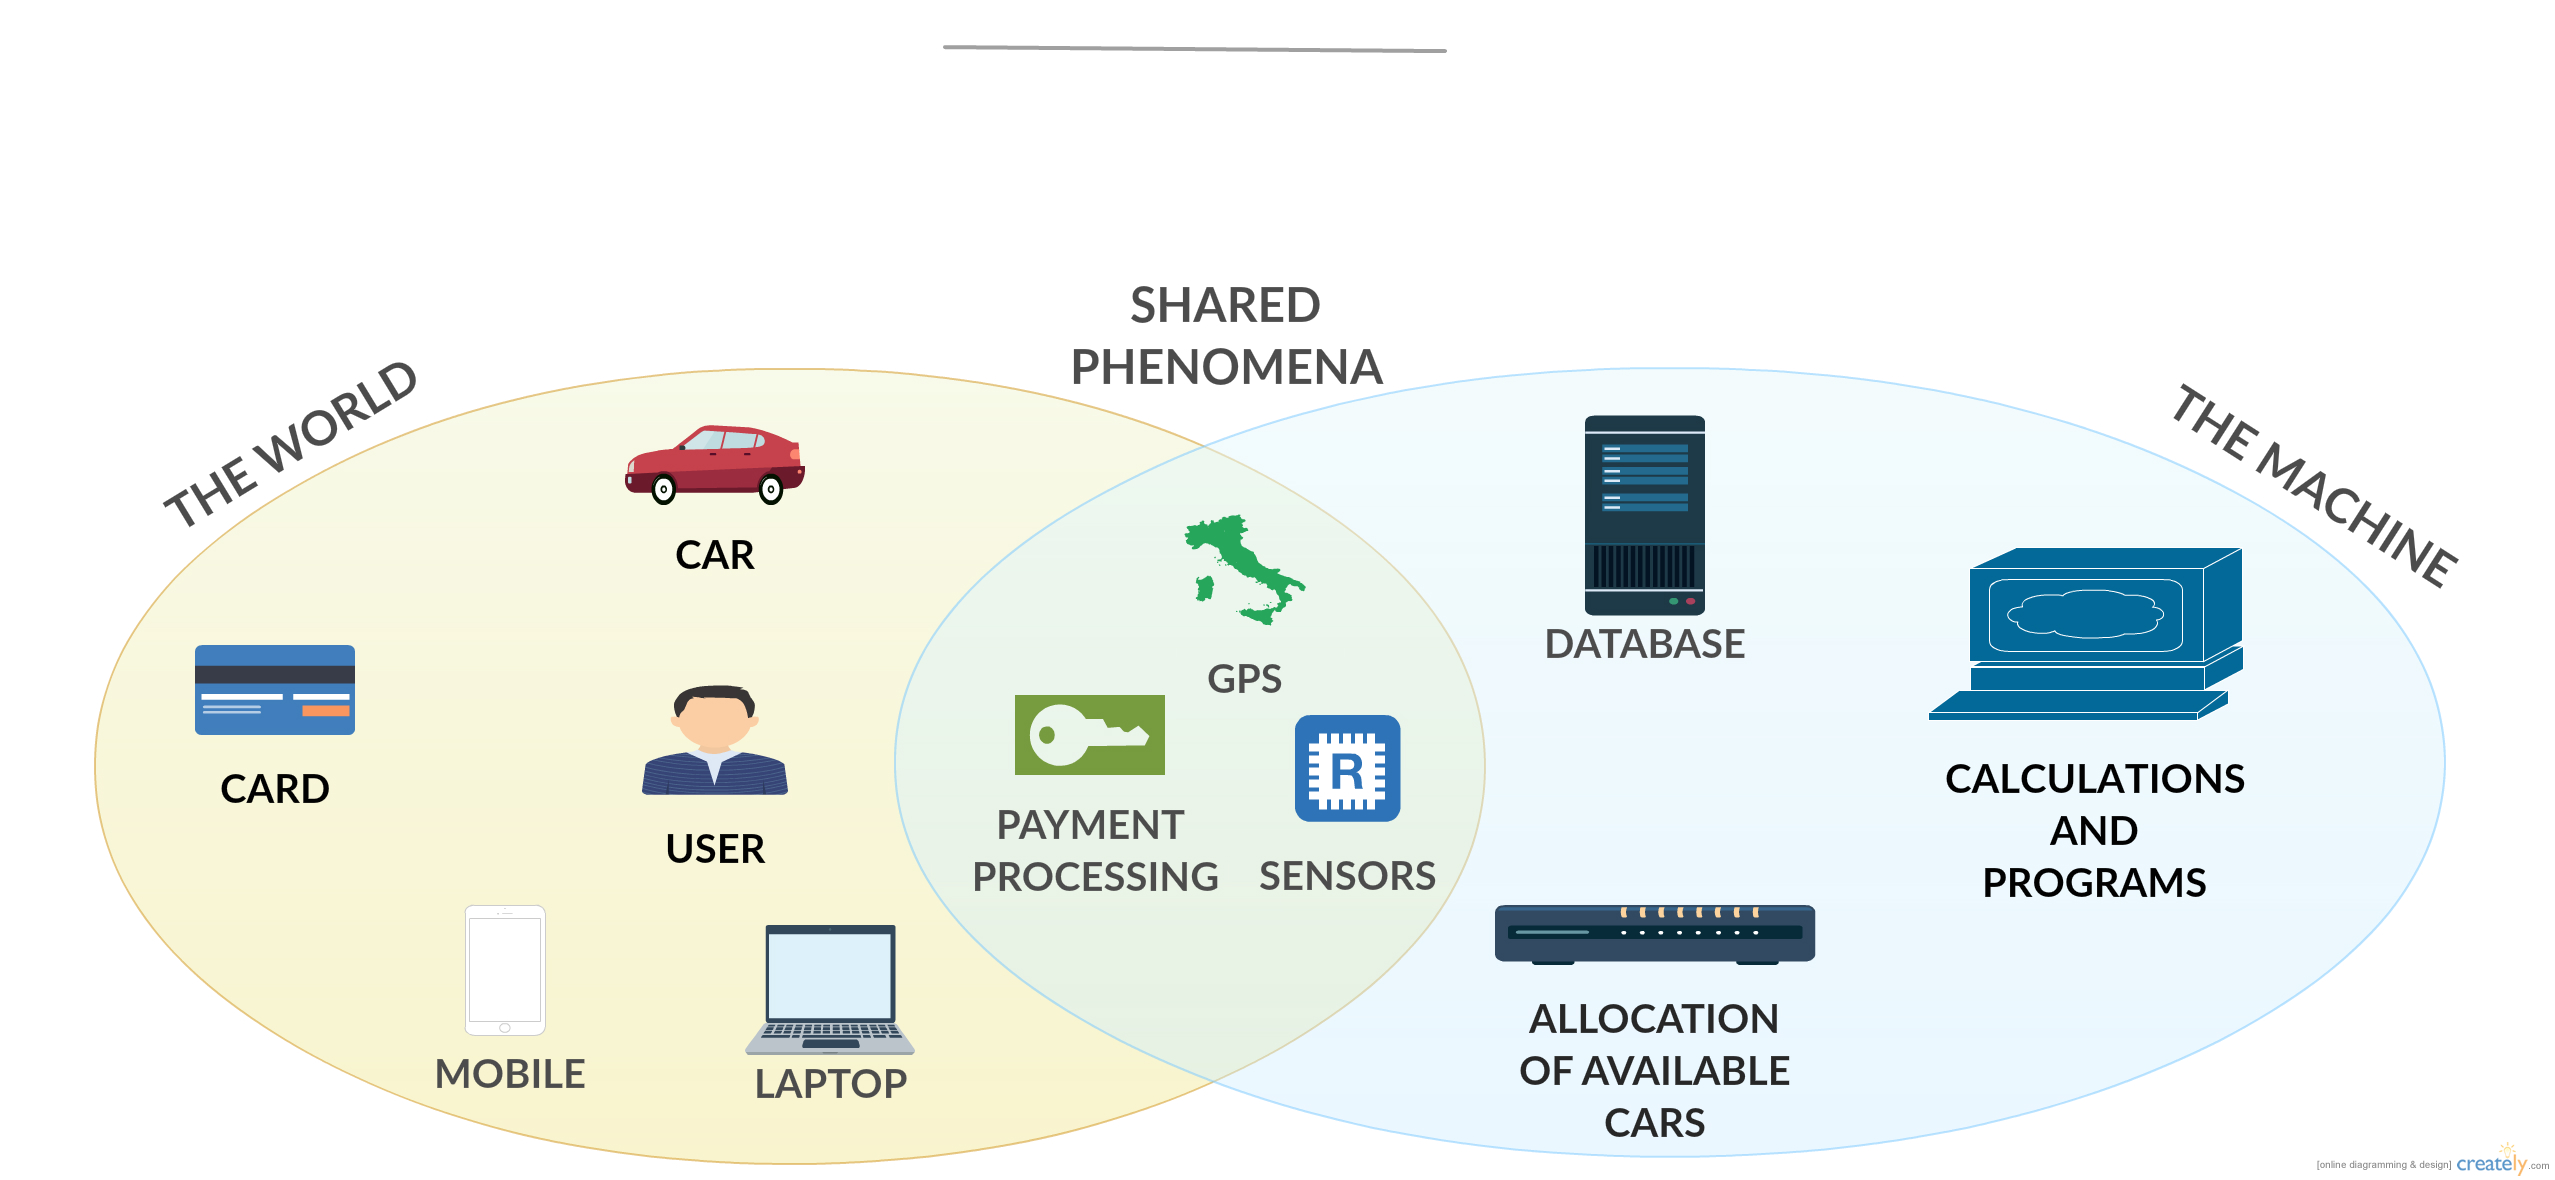 SHARED
PHENOMENA
THE WORLD
THE MACHINE
CAR
DATABASE
GPS
CARD
R
USER
PAYMENT
PROCESSING
SENSORS
CALCULATIONS
AND
PROGRAMS
MOBILE
LAPTOP
ALLOCATION
OF AVAILABLE
CARS
[online diagramming & design] creately.com